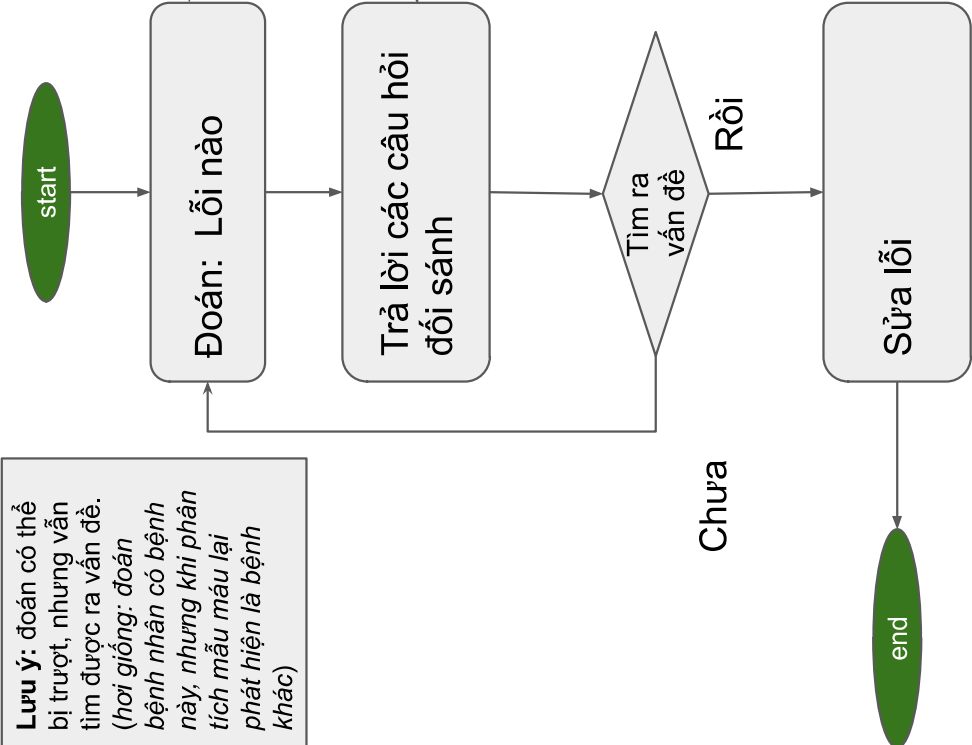 start
Đoán: Lỗi nào
Trả lời các câu hỏi
đối sánh
Tìm ra
vấn đề
Rồi
Chưa
Sửa lỗi
end
Lưu ý: đoán có thể
bị trượt, nhưng vẫn
tìm được ra vấn đề.
(hơi giống: đoán
bệnh nhân có bệnh
này, nhưng khi phân
tích mẫu máu lại
phát hiện là bệnh
khác)